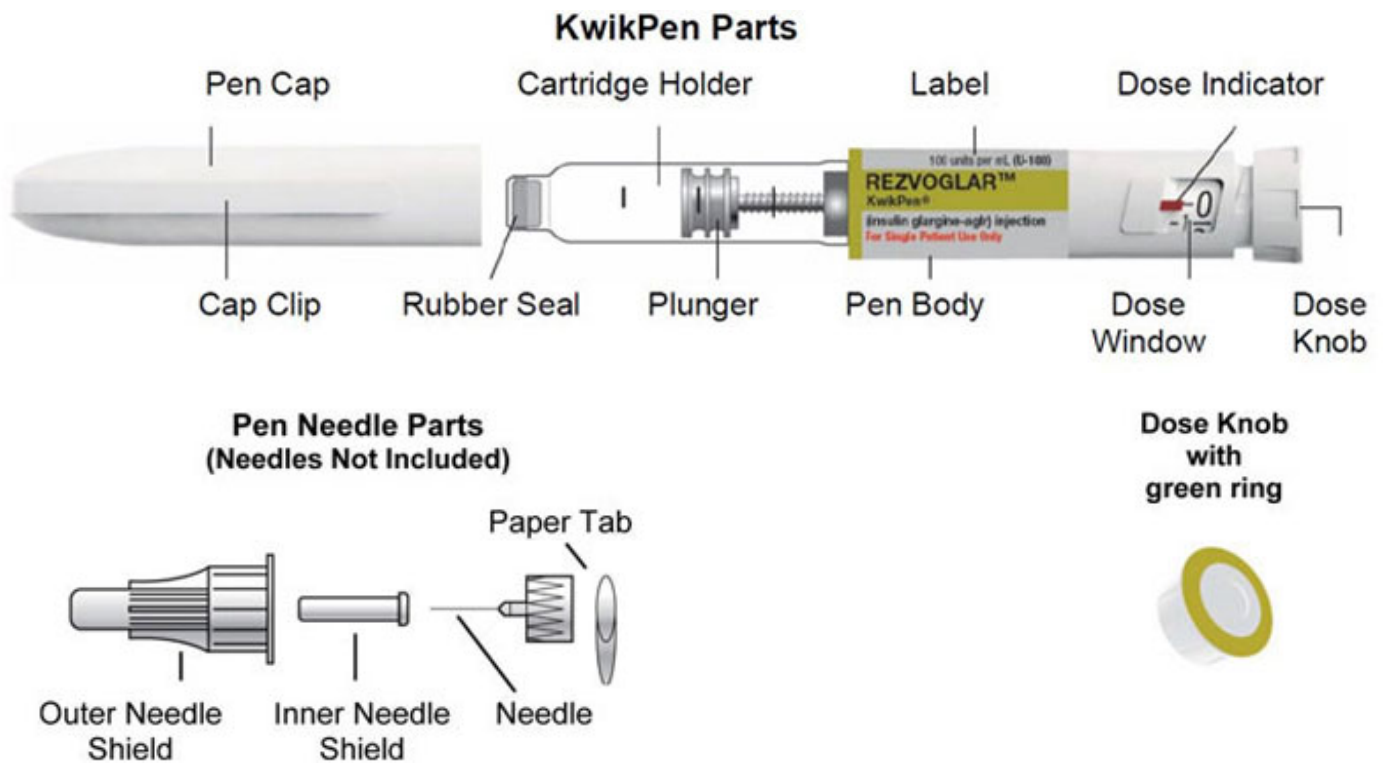 KwikPen Parts
Pen Cap
Cartridge Holder
Label
Dose Indicator
100 units per mL (U-100)
REZVOGLAR™
KwikPen®
(insulin glargine-aglr) injection
For Single Patient Use Only
0
1
Cap Clip
Rubber Seal
Plunger
Pen Body
Dose
Window
Dose
Knob
Pen Needle Parts
(Needles Not Included)
Dose Knob
with
green ring
Paper Tab
Outer Needle
Shield
Inner Needle
Shield
Needle